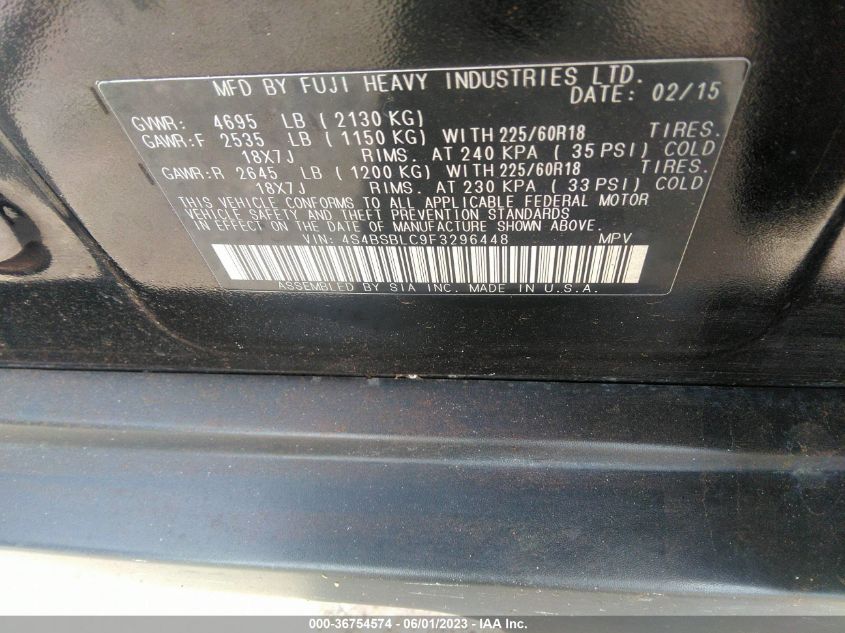 MFD BY FUJI HEAVY INDUSTRIES LTD.
DATE: 02/15
GVWR: 4695 LB ( 2130 KG)
GAWR:F 2535 LB ( 1150 KG) WITH 225/60R18 TIRES.
18X7J RIMS. AT 240 KPA ( 35 PSI) COLD
GAWR:R 2645 LB ( 1200 KG) WITH 225/60R18 TIRES.
18X7J RIMS. AT 230 KPA ( 33 PSI) COLD
THIS VEHICLE CONFORMS TO ALL APPLICABLE FEDERAL MOTOR
VEHICLE SAFETY AND THEFT PREVENTION STANDARDS
IN EFFECT ON THE DATE OF MANUFACTURE SHOWN ABOVE.
VIN: 4S4BSBLC9F3296448 MPV
ASSEMBLED BY SIA INC. MADE IN U.S.A.
000-36754574 / 06/01/2023 - IAA Inc.